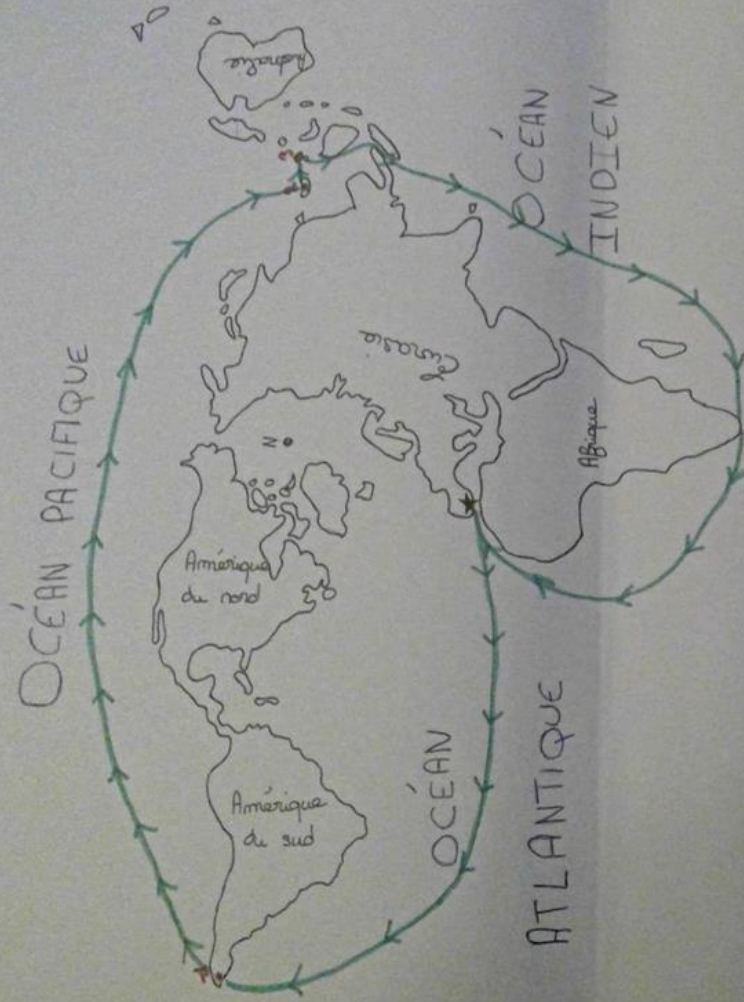 Australie
OCÉAN
INDIEN
Eurasie
OCÉAN PACIFIQUE
Afrique
N
Amérique
du nord
OCÉAN
ATLANTIQUE
Amérique
du sud